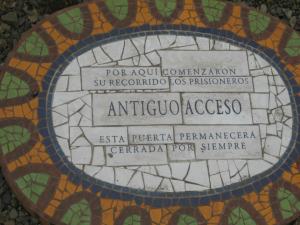 POR AQUI COMENZARON
SU RECORRIDO LOS PRISIONEROS
ANTIGUO ACCESO
ESTA PUERTA PERMANECERA
CERRADA POR SIEMPRE